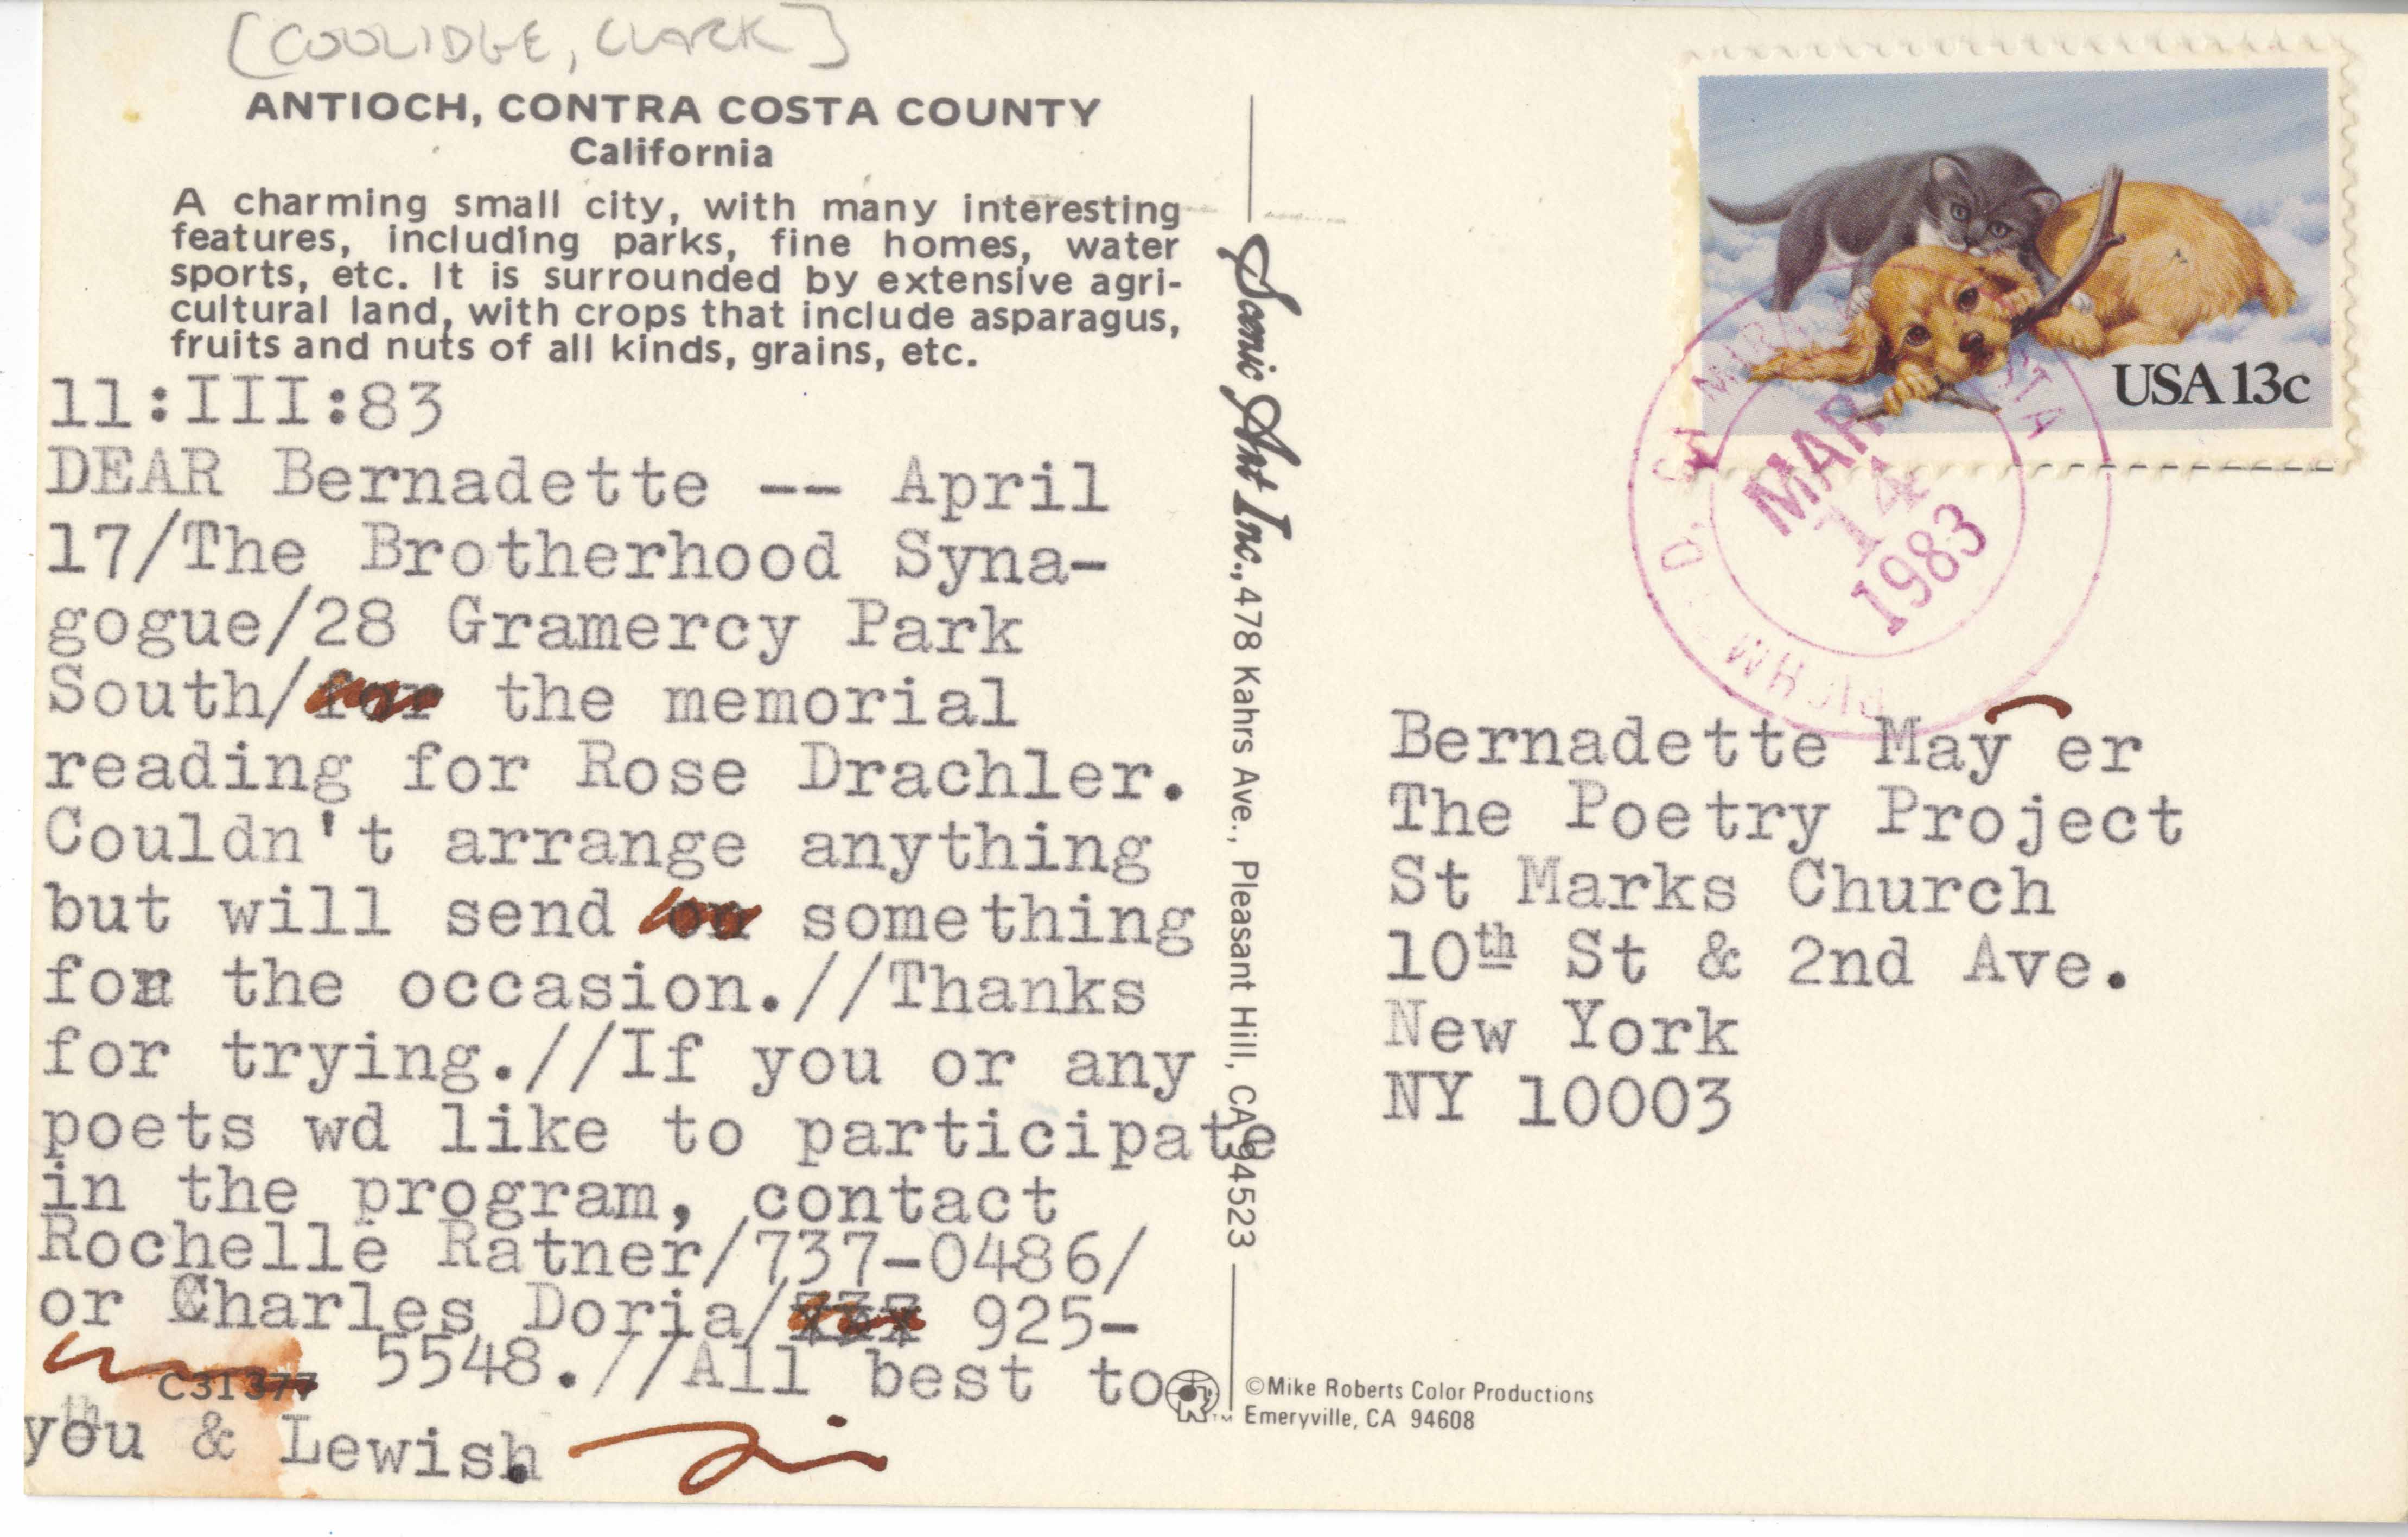 [COOLIDGE, CLARK]
ANTIOCH, CONTRA COSTA COUNTY
California
A charming small city, with many interesting
features, including parks, fine homes, water
sports, etc. It is surrounded by extensive agri-
cultural land, with crops that include asparagus,
fruits and nuts of all kinds, grains, etc.
11:III:83
DEAR Bernadette -- April
17/The Brotherhood Syna-
gogue/28 Gramercy Park
South/for the memorial
reading for Rose Drachler.
Couldn't arrange anything
but will send on something
for the occasion.//Thanks
for trying.//If you or any
poets wd like to participate
in the program, contact
Rochelle Ratner/737-0486/
or Charles Doria/737 925-
5548.//All best to
C31377
you & Lewish.
Scenic Art Inc., 478 Kahrs Ave., Pleasant Hill, CA 94523
©Mike Roberts Color Productions
Emeryville, CA 94608
USA 13c
MAR
14
1983
Bernadette May er
The Poetry Project
St Marks Church
10th St & 2nd Ave.
New York
NY 10003